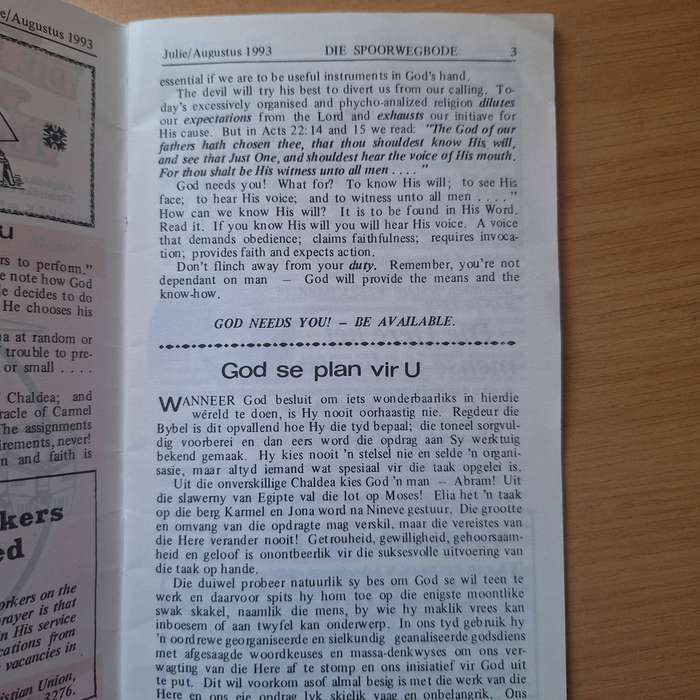 ie/Augustus 1993
u
rs to perform."
e note how God
e decides to do
He chooses his
a at random or
trouble to pre-
or small . . . .
Chaldea; and
racle of Carmel
The assignments
irements, never!
n and faith is
kers
ed
orkers on the
prayer is that
in His service
cations from
vacancies in
istian Union,
3276.
Julie/Augustus 1993 DIE SPOORWEGBODE 3
essential if we are to be useful instruments in God's hand.
The devil will try his best to divert us from our calling. To-
day's excessively organised and phycho-analized religion dilutes
our expectations from the Lord and exhausts our initiave for
His cause. But in Acts 22:14 and 15 we read: "The God of our
fathers hath chosen thee, that thou shouldest know His will,
and see that Just One, and shouldest hear the voice of His mouth.
For thou shalt be His witness unto all men . . . . "
God needs you! What for? To know His will; to see His
face; to hear His voice; and to witness unto all men . . . . "
How can we know His will? It is to be found in His Word.
Read it. If you know His will you will hear His voice. A voice
that demands obedience; claims faithfulness; requires invoca-
tion; provides faith and expects action.
Don't flinch away from your duty. Remember, you're not
dependant on man — God will provide the means and the
know-how.
GOD NEEDS YOU! – BE AVAILABLE.
God se plan vir U
WANNEER God besluit om iets wonderbaarliks in hierdie
wéreld te doen, is Hy nooit oorhaastig nie. Regdeur die
Bybel is dit opvallend hoe Hy die tyd bepaal; die toneel sorgvul-
dig voorberei en dan eers word die opdrag aan Sy werktuig
bekend gemaak. Hy kies nooit 'n stelsel nie en selde 'n organi-
sasie, maar altyd iemand wat spesiaal vir die taak opgelei is.
Uit die onverskillige Chaldea kies God 'n man — Abram! Uit
die slawerny van Egipte val die lot op Moses! Elia het 'n taak
op die berg Karmel en Jona word na Nineve gestuur. Die grootte
en omvang van die opdragte mag verskil, maar die vereistes van
die Here verander nooit! Getrouheid, gewilligheid, gehoorsaam-
heid en geloof is onontbeerlik vir die suksesvolle uitvoering van
die taak op hande.
Die duiwel probeer natuurlik sy bes om God se wil teen te
werk en daarvoor spits hy hom toe op die enigste moontlike
swak skakel, naamlik die mens, by wie hy maklik vrees kan
inboesem of aan twyfel kan onderwerp. In ons tyd gebruik hy
'n oordrewe georganiseerde en sielkundig geanaliseerde godsdiens
met afgesaagde woordkeuses en massa-denkwyses om ons ver-
wagting van die Here af te stomp en ons inisiatief vir God uit
te put. Dit wil voorkom asof almal besig is met die werk van die
Here en ons eie opdrag lyk skielik vaag en onbelangrik. Ons